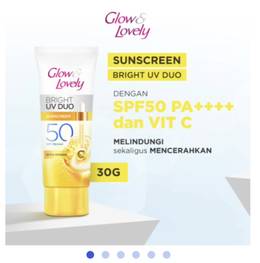 Glow &
Lovely
SUNSCREEN
BRIGHT UV DUO
DENGAN
SPF50 PA++++
dan VIT C
MELINDUNGI
sekaligus MENCERAHKAN
30G
Glow &
Lovely
BRIGHT
UV DUO
SUNSCREEN
50